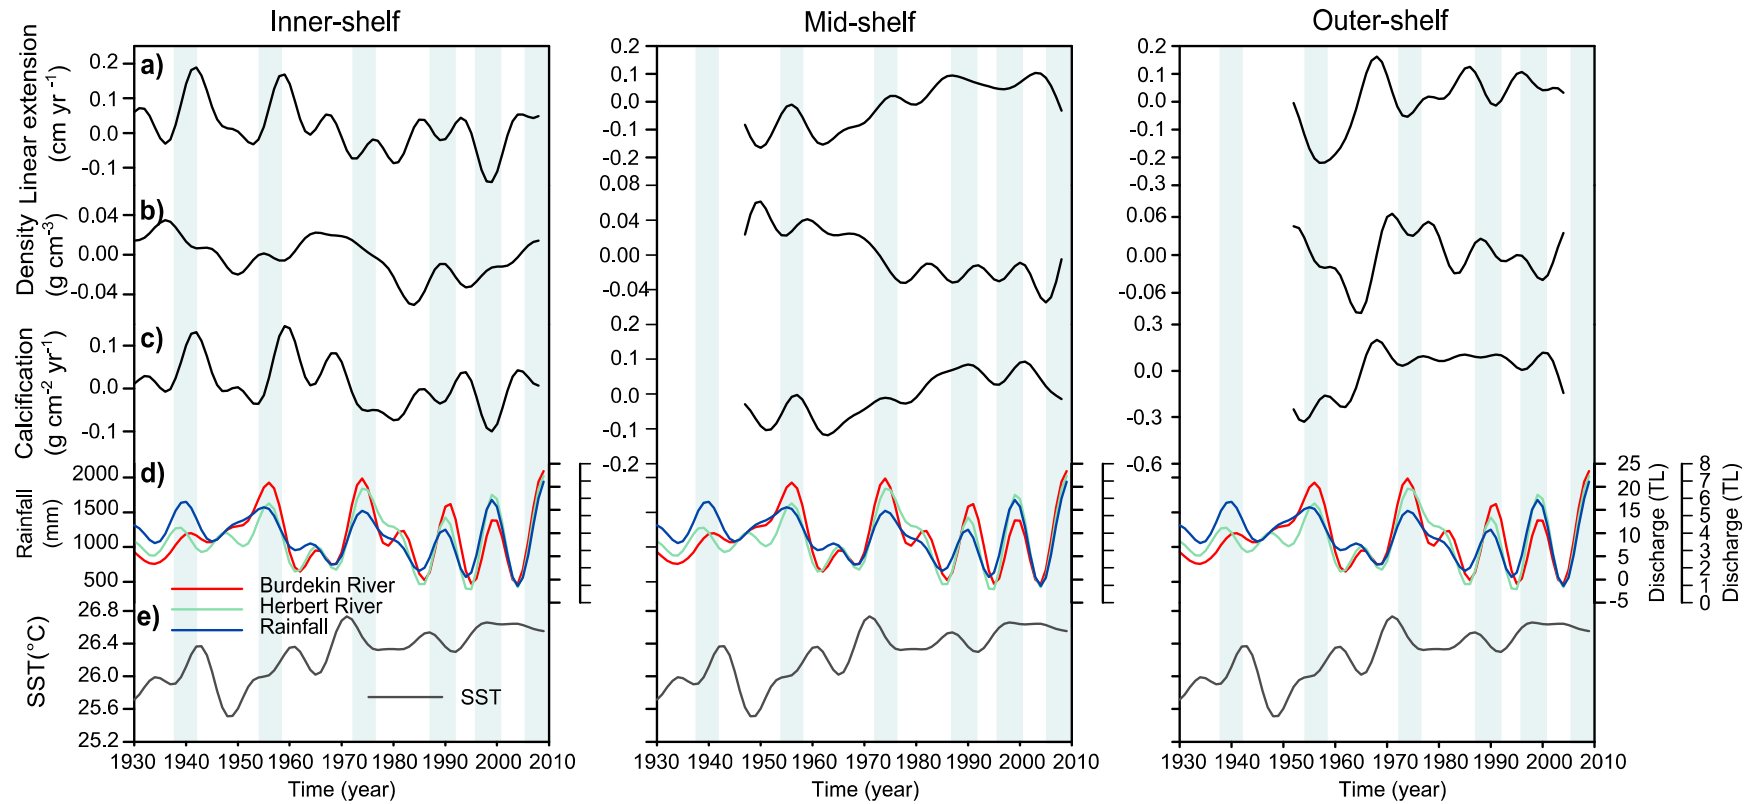 Inner-shelf
Mid-shelf
Outer-shelf
a)
Linear extension
(cm yr-1)
0.2
0.1
0.0
-0.1
b)
Density
(g cm-3)
0.04
0.00
-0.04
c)
Calcification
(g cm-2 yr-1)
0.1
0.0
-0.1
d)
Rainfall
(mm)
2000
1500
1000
500
Burdekin River
Herbert River
Rainfall
e)
SST(°C)
26.8
26.4
26.0
25.6
25.2
SST
1930 1940 1950 1960 1970 1980 1990 2000 2010
Time (year)
0.2
0.1
0.0
-0.1
-0.2
0.08
0.04
0.00
-0.04
0.2
0.1
-0.0
-0.1
-0.2
1930 1940 1950 1960 1970 1980 1990 2000 2010
Time (year)
0.2
0.1
0.0
-0.1
-0.2
-0.3
0.06
0.00
-0.06
0.3
0.0
-0.3
-0.6
25
20
15
10
5
0
-5
Discharge (TL)
8
7
6
5
4
3
2
1
0
Discharge (TL)
1930 1940 1950 1960 1970 1980 1990 2000 2010
Time (year)